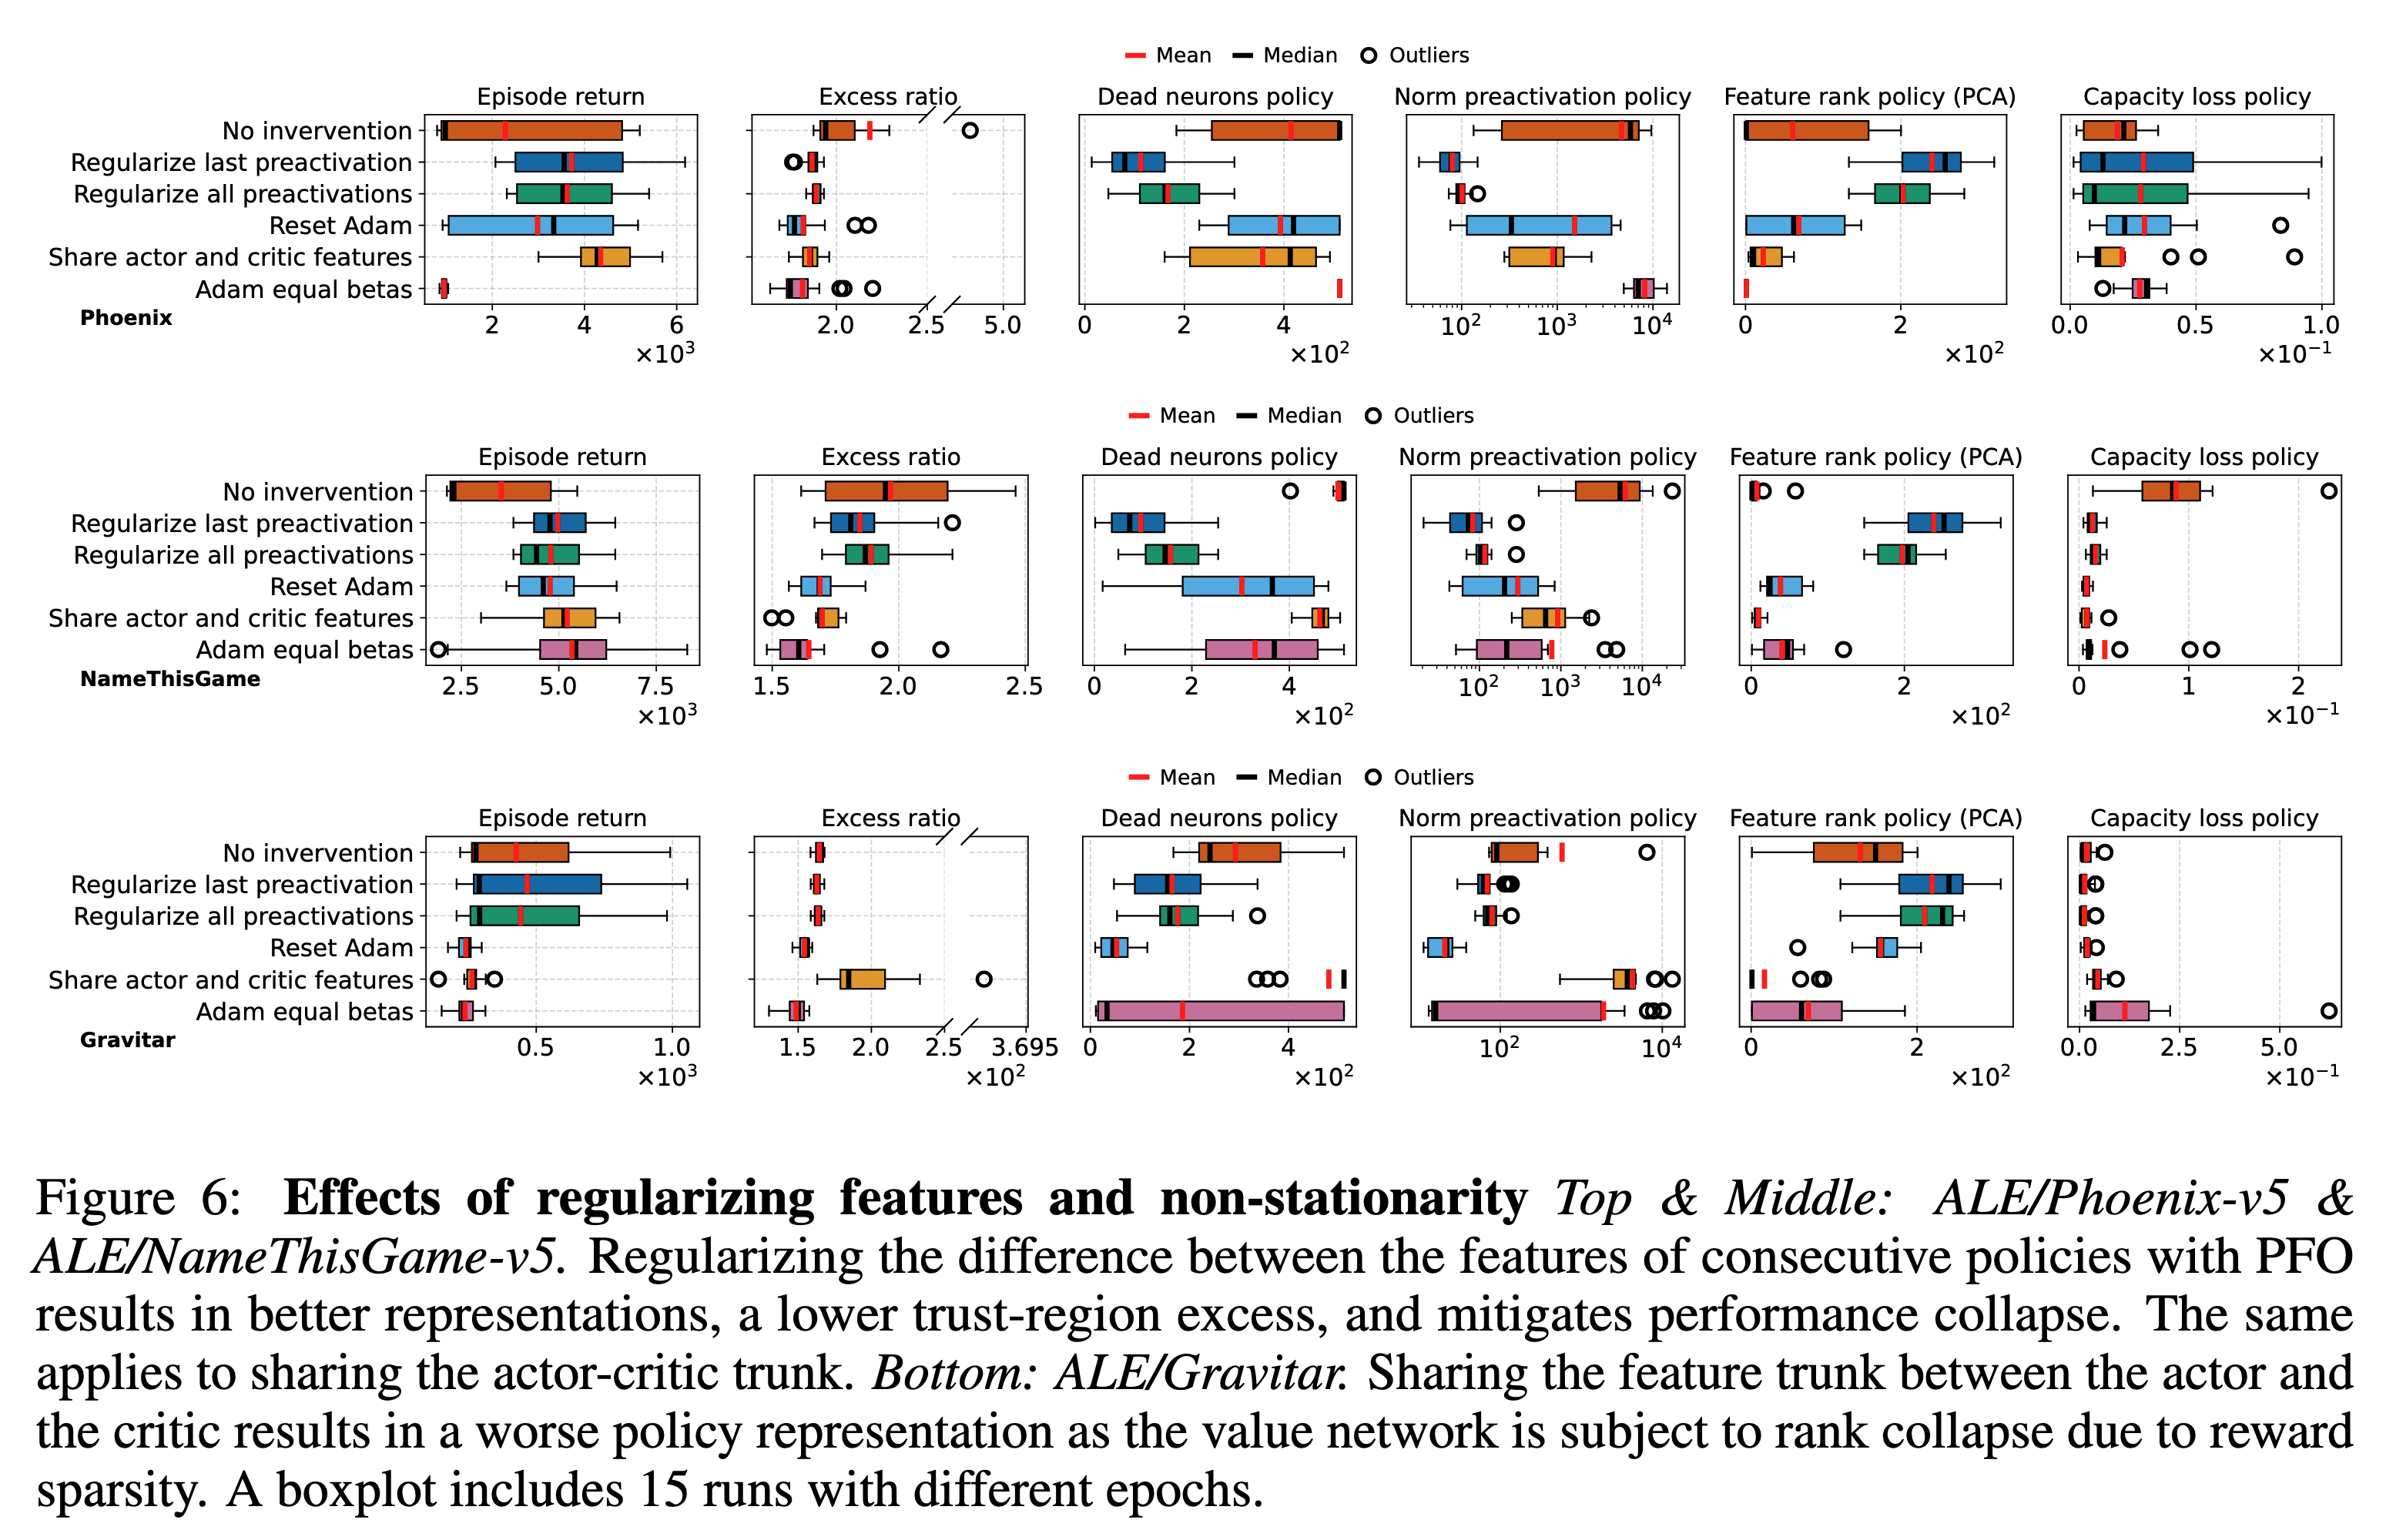 Mean Median Outliers
Episode return Excess ratio Dead neurons policy Norm preactivation policy Feature rank policy (PCA) Capacity loss policy
No invervention
Regularize last preactivation
Regularize all preactivations
Reset Adam
Share actor and critic features
Adam equal betas
Phoenix
2 4 6 2.0 2.5 5.0 0 2 4 10² 10³ 10⁴ 0 2 0.0 0.5 1.0
×10³ ×10² ×10² ×10⁻¹
Mean Median Outliers
Episode return Excess ratio Dead neurons policy Norm preactivation policy Feature rank policy (PCA) Capacity loss policy
No invervention
Regularize last preactivation
Regularize all preactivations
Reset Adam
Share actor and critic features
Adam equal betas
NameThisGame
2.5 5.0 7.5 1.5 2.0 2.5 0 2 4 10² 10³ 10⁴ 0 2 0 1 2
×10³ ×10² ×10² ×10⁻¹
Mean Median Outliers
Episode return Excess ratio Dead neurons policy Norm preactivation policy Feature rank policy (PCA) Capacity loss policy
No invervention
Regularize last preactivation
Regularize all preactivations
Reset Adam
Share actor and critic features
Adam equal betas
Gravitar
0.5 1.0 1.5 2.0 2.5 3.695 0 2 4 10² 10⁴ 0 2 0.0 2.5 5.0
×10³ ×10² ×10² ×10² ×10⁻¹
Figure 6: Effects of regularizing features and non-stationarity Top & Middle: ALE/Phoenix-v5 &
ALE/NameThisGame-v5. Regularizing the difference between the features of consecutive policies with PFO
results in better representations, a lower trust-region excess, and mitigates performance collapse. The same
applies to sharing the actor-critic trunk. Bottom: ALE/Gravitar. Sharing the feature trunk between the actor and
the critic results in a worse policy representation as the value network is subject to rank collapse due to reward
sparsity. A boxplot includes 15 runs with different epochs.